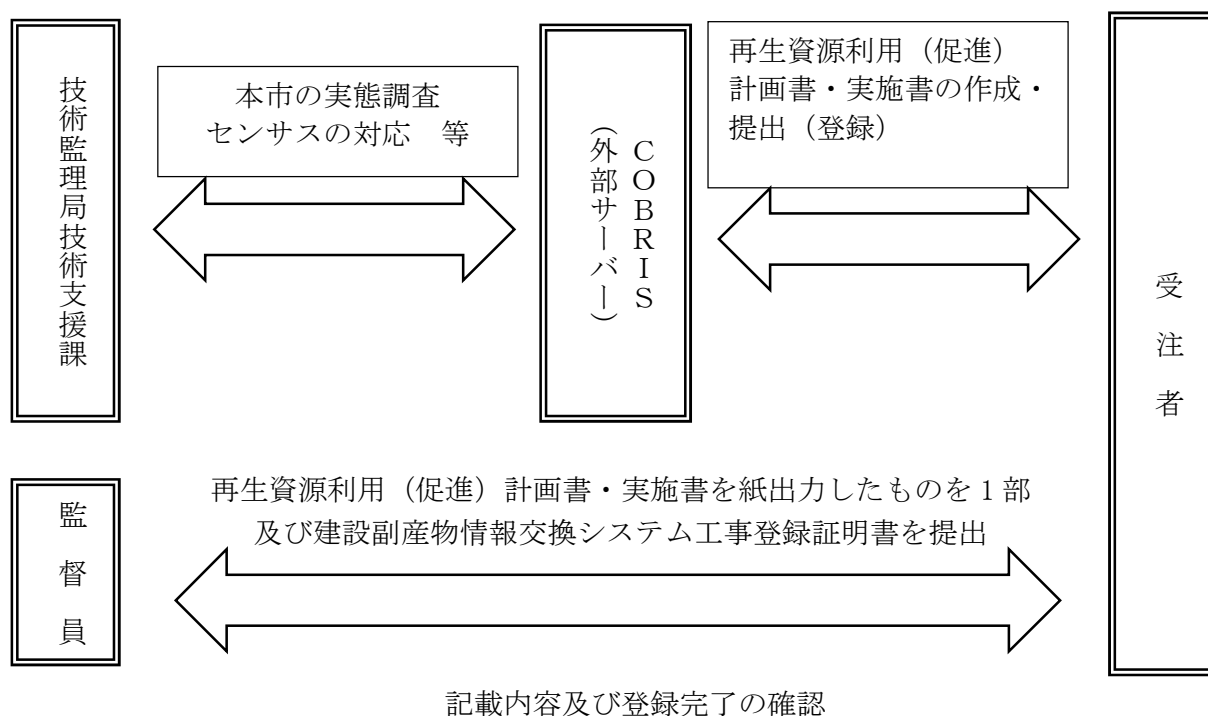 技術監理局技術支援課
本市の実態調査
センサスの対応　等
ＣＯＢＲＩＳ
（外部サーバー）
再生資源利用（促進）
計画書・実施書の作成・
提出（登録）
受注者
監督員
再生資源利用（促進）計画書・実施書を紙出力したものを１部
及び建設副産物情報交換システム工事登録証明書を提出
記載内容及び登録完了の確認